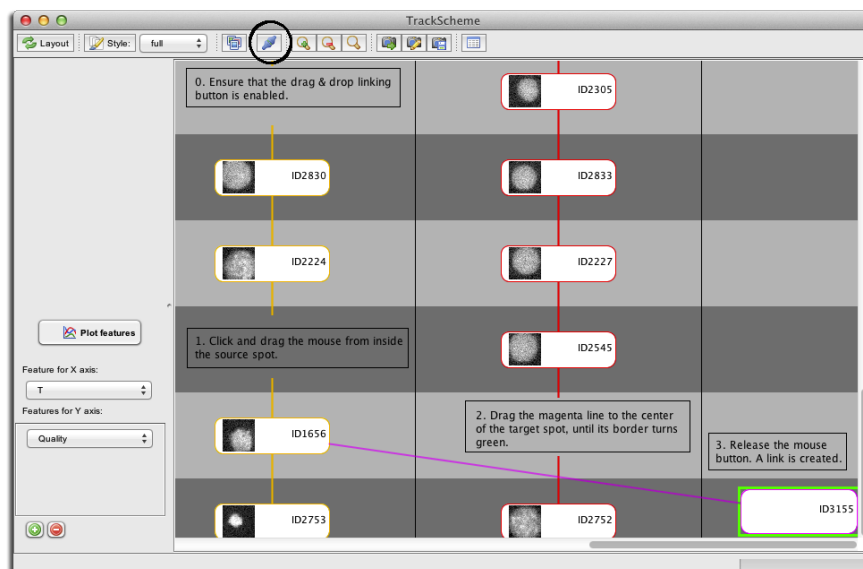 TrackScheme
Layout
Style:
full
0. Ensure that the drag & drop linking
button is enabled.
ID2305
ID2830
ID2833
ID2224
ID2227
Plot features
1. Click and drag the mouse from inside
the source spot.
ID2545
Feature for X axis:
T
Features for Y axis:
Quality
ID1656
2. Drag the magenta line to the center
of the target spot, until its border turns
green.
3. Release the mouse
button. A link is created.
ID2753
ID2752
ID3155